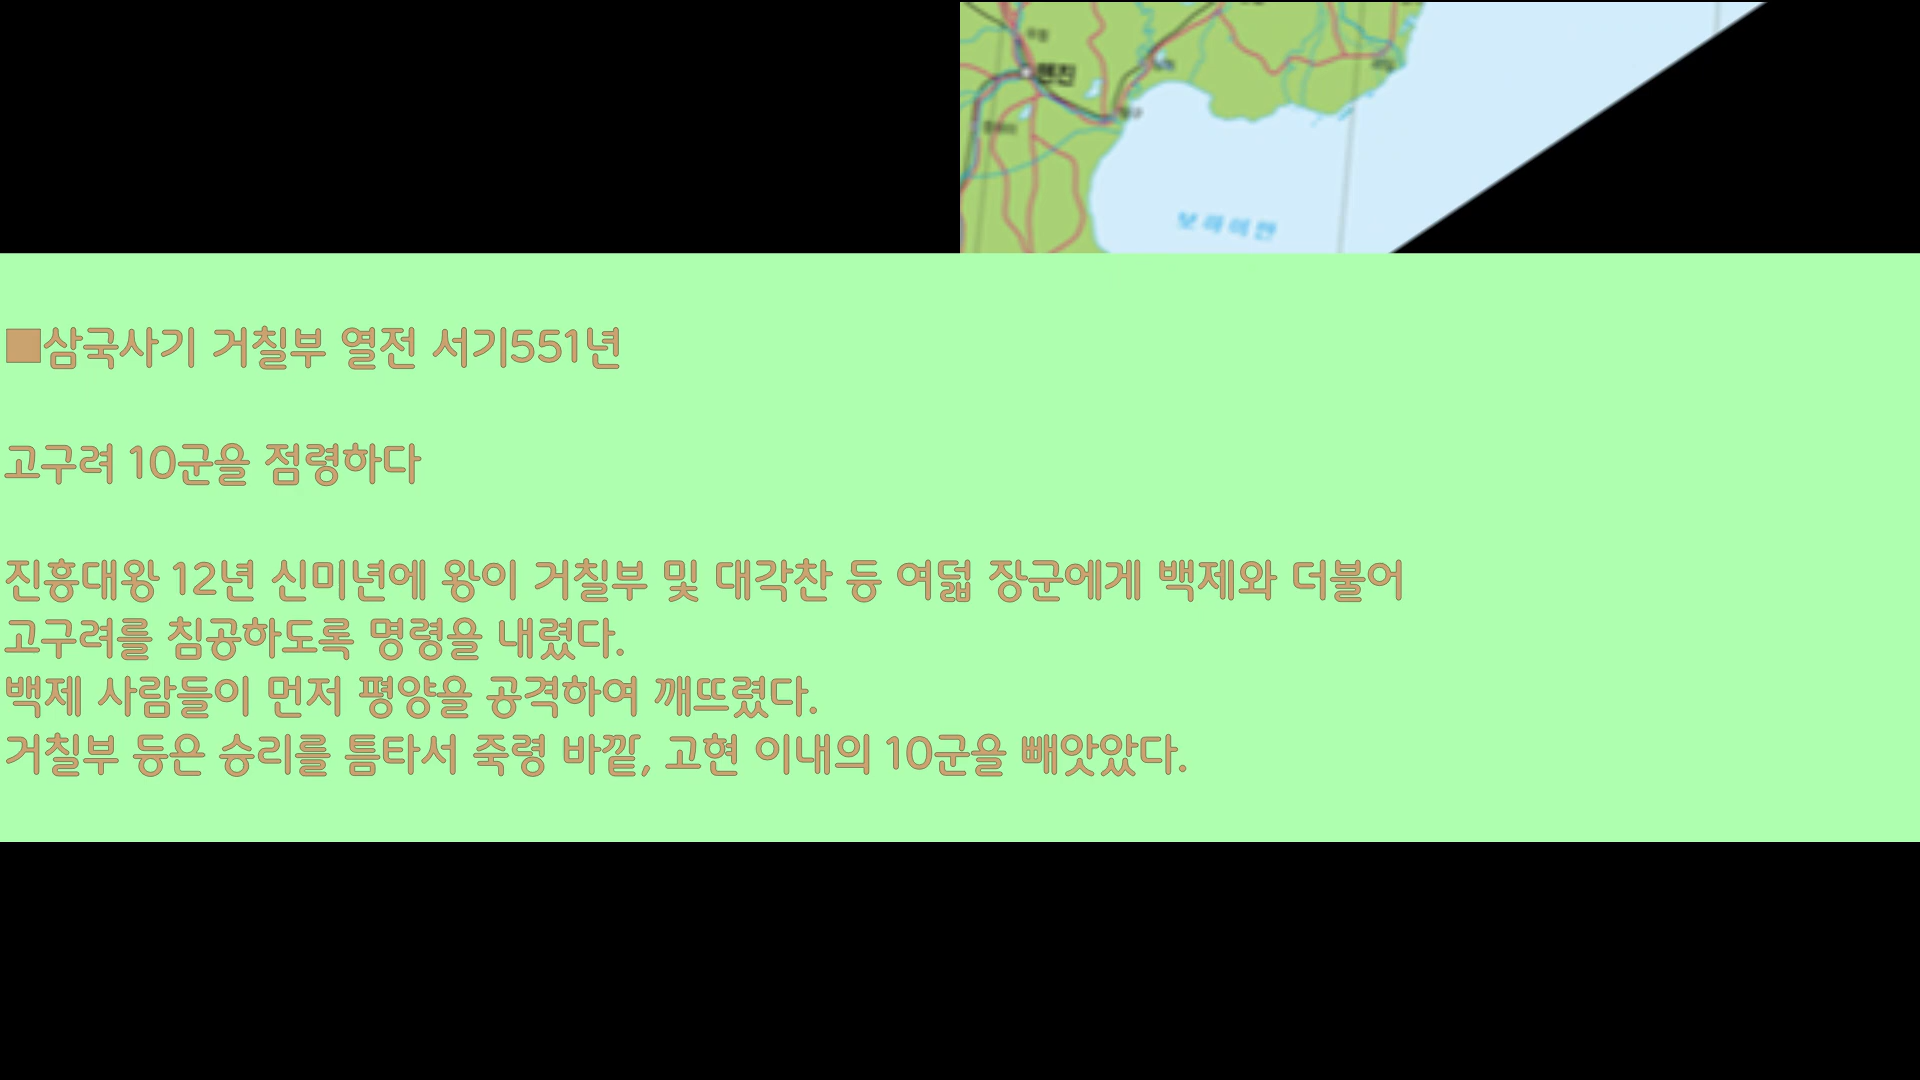 톈진
보하이만
■삼국사기 거칠부 열전 서기551년
고구려 10군을 점령하다
진흥대왕 12년 신미년에 왕이 거칠부 및 대각찬 등 여덟 장군에게 백제와 더불어
고구려를 침공하도록 명령을 내렸다.
백제 사람들이 먼저 평양을 공격하여 깨뜨렸다.
거칠부 등은 승리를 틈타서 죽령 바깥, 고현 이내의 10군을 빼앗았다.